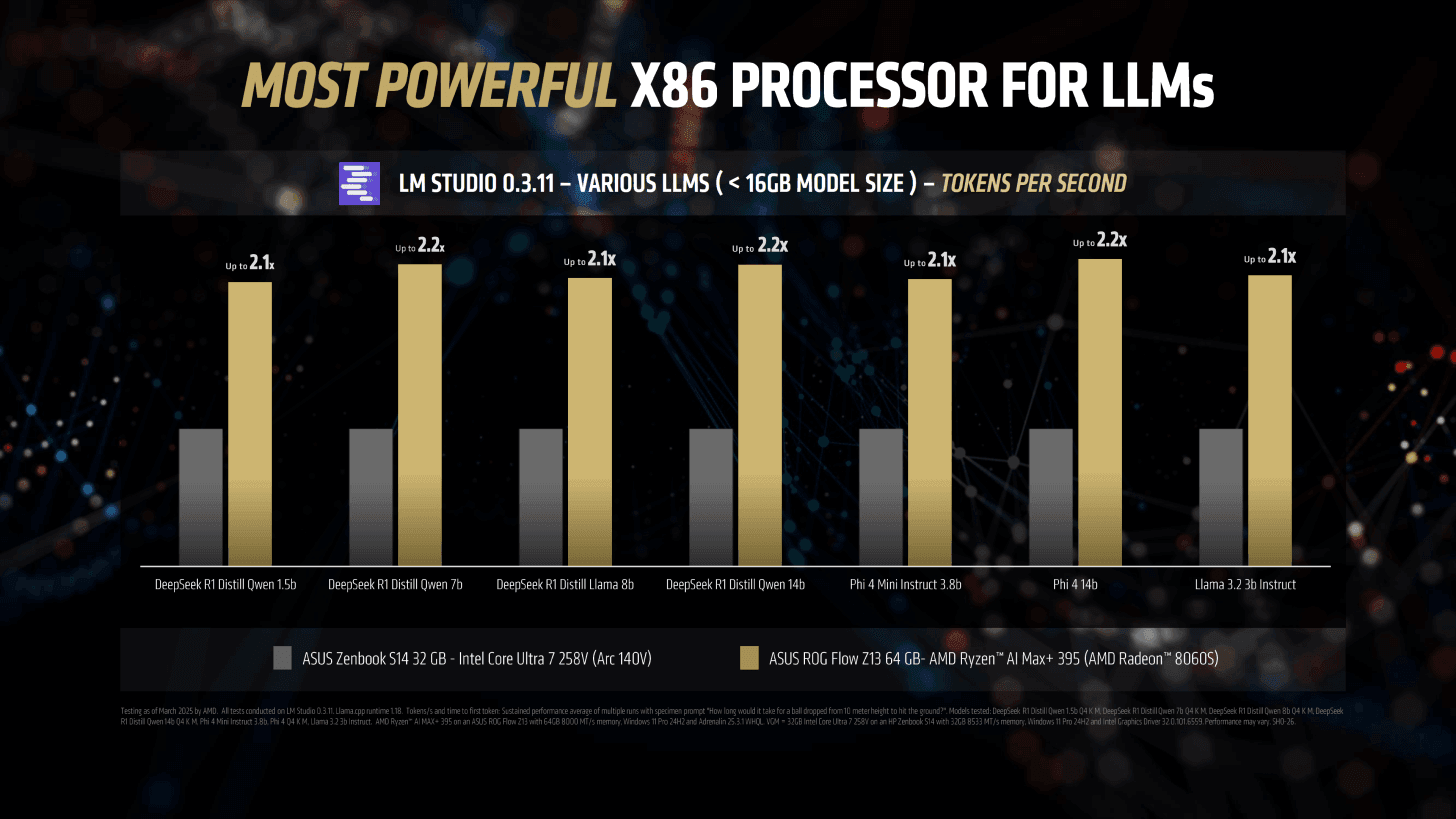 MOST POWERFUL X86 PROCESSOR FOR LLMs
LM STUDIO 0.3.11 – VARIOUS LLMS ( < 16GB MODEL SIZE ) – TOKENS PER SECOND
Up to 2.1x
Up to 2.2x
Up to 2.1x
Up to 2.2x
Up to 2.1x
Up to 2.2x
Up to 2.1x
DeepSeek R1 Distill Qwen 1.5b
DeepSeek R1 Distill Qwen 7b
DeepSeek R1 Distill Llama 8b
DeepSeek R1 Distill Qwen 14b
Phi 4 Mini Instruct 3.8b
Phi 4 14b
Llama 3.2 3b Instruct
ASUS Zenbook S14 32 GB - Intel Core Ultra 7 258V (Arc 140V)
ASUS ROG Flow Z13 64 GB- AMD Ryzen™ AI Max+ 395 (AMD Radeon™ 8060S)
Testing as of March 2025 by AMD. All tests conducted on LM Studio 0.3.11. Llama.cpp runtime 1.18. Tokens/s and time to first token: Sustained performance average of multiple runs with specimen prompt "How long would it take for a ball dropped from 10 meter height to hit the ground?". Models tested: DeepSeek R1 Distill Qwen 1.5b Q4 K M, DeepSeek R1 Distill Qwen 7b Q4 K M, DeepSeek R1 Distill Qwen 8b Q4 K M, DeepSeek
R1 Distill Qwen 14b Q4 K M, Phi 4 Mini Instruct 3.8b, Phi 4 Q4 K M, Llama 3.2 3b Instruct. AMD Ryzen™ AI MAX+ 395 on an ASUS ROG Flow Z13 with 64GB 8000 MT/s memory, Windows 11 Pro 24H2 and Adrenalin 25.3.1 WHQL. VGM = 32GB Intel Core Ultra 7 258V on an HP Zenbook S14 with 32GB 8533 MT/s memory, Windows 11 Pro 24H2 and Intel Graphics Driver 32.0.101.6559. Performance may vary. SHO-26.